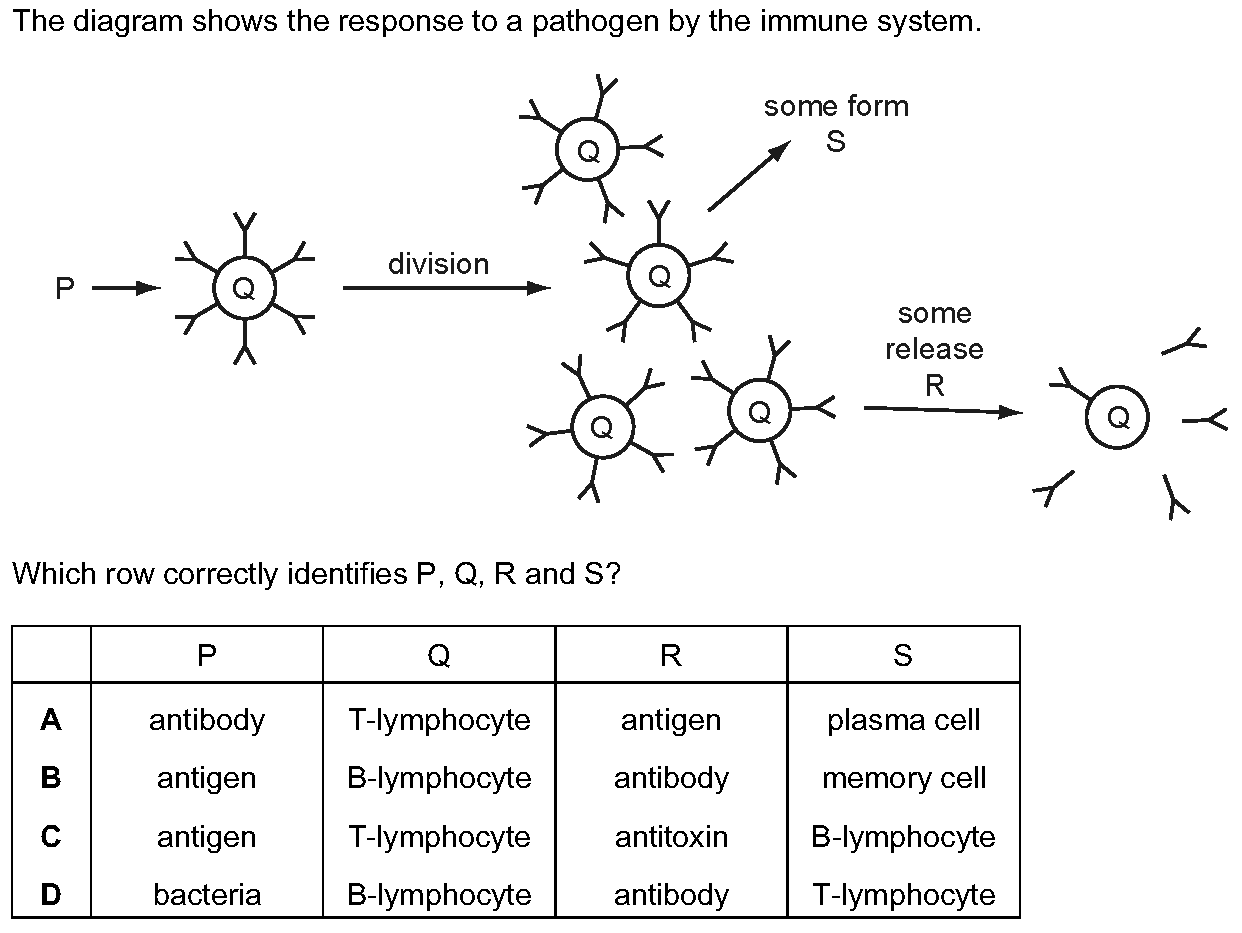 The diagram shows the response to a pathogen by the immune system.
some form
S
Q
Q
division
P
Q
some
release
R
Q
Q
Q
Which row correctly identifies P, Q, R and S?
P Q R S
A antibody T-lymphocyte antigen plasma cell
B antigen B-lymphocyte antibody memory cell
C antigen T-lymphocyte antitoxin B-lymphocyte
D bacteria B-lymphocyte antibody T-lymphocyte